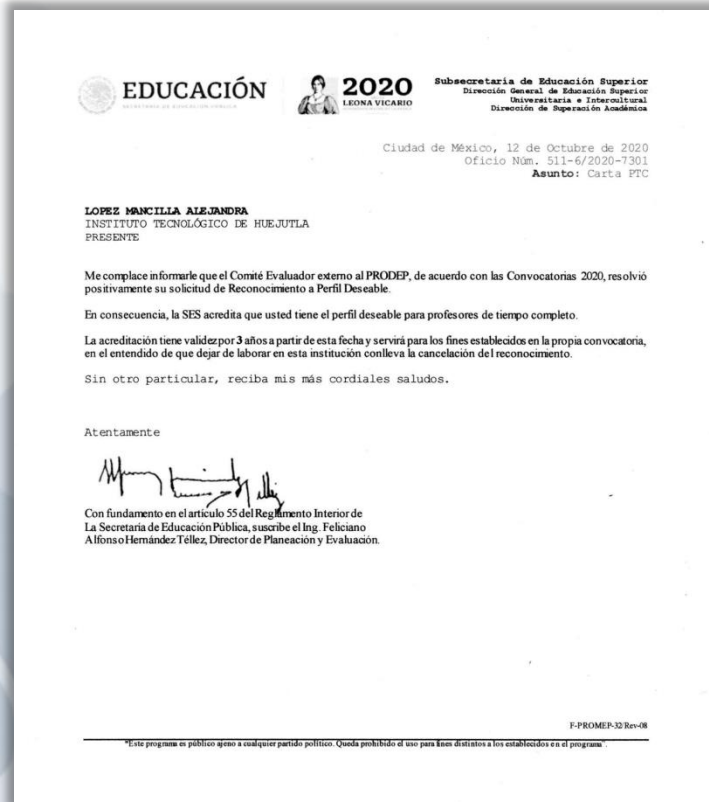 EDUCACIÓN
SECRETARÍA DE EDUCACIÓN PÚBLICA
2020
LEONA VICARIO
Subsecretaria de Educación Superior
Dirección General de Educación Superior
Universitaria e Intercultural
Dirección de Superación Académica
Ciudad de México, 12 de Octubre de 2020
Oficio Núm. 511-6/2020-7301
Asunto: Carta PTC
LOPEZ MANCILLA ALEJANDRA
INSTITUTO TECNOLÓGICO DE HUEJUTLA
PRESENTE
Me complace informarle que el Comité Evaluador externo al PRODEP, de acuerdo con las Convocatorias 2020, resolvió
positivamente su solicitud de Reconocimiento a Perfil Deseable.
En consecuencia, la SES acredita que usted tiene el perfil deseable para profesores de tiempo completo.
La acreditación tiene validez por 3 años a partir de esta fecha y servirá para los fines establecidos en la propia convocatoria,
en el entendido de que dejar de laborar en esta institución conlleva la cancelación del reconocimiento.
Sin otro particular, reciba mis más cordiales saludos.
Atentamente
Con fundamento en el artículo 55 del Reglamento Interior de
La Secretaría de Educación Pública, suscribe el Ing. Feliciano
Alfonso Hernández Téllez, Director de Planeación y Evaluación.
F-PROMEP-32/Rev-08
"Este programa es público ajeno a cualquier partido político. Queda prohibido el uso para fines distintos a los establecidos en el programa".